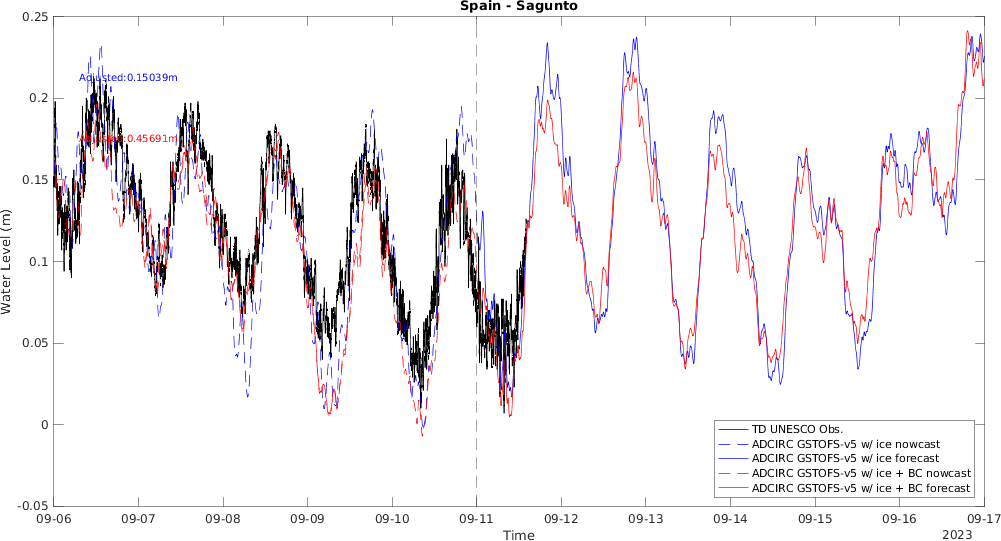 Spain - Sagunto
0.25
0.2
0.15
0.1
0.05
0
-0.05
Water Level (m)
Adjusted:0.15039m
:0.45691m
TD UNESCO Obs.
ADCIRC GSTOFS-v5 w/ ice nowcast
ADCIRC GSTOFS-v5 w/ ice forecast
ADCIRC GSTOFS-v5 w/ ice + BC nowcast
ADCIRC GSTOFS-v5 w/ ice + BC forecast
09-06 09-07 09-08 09-09 09-10 09-11 09-12 09-13 09-14 09-15 09-16 09-17
Time
2023